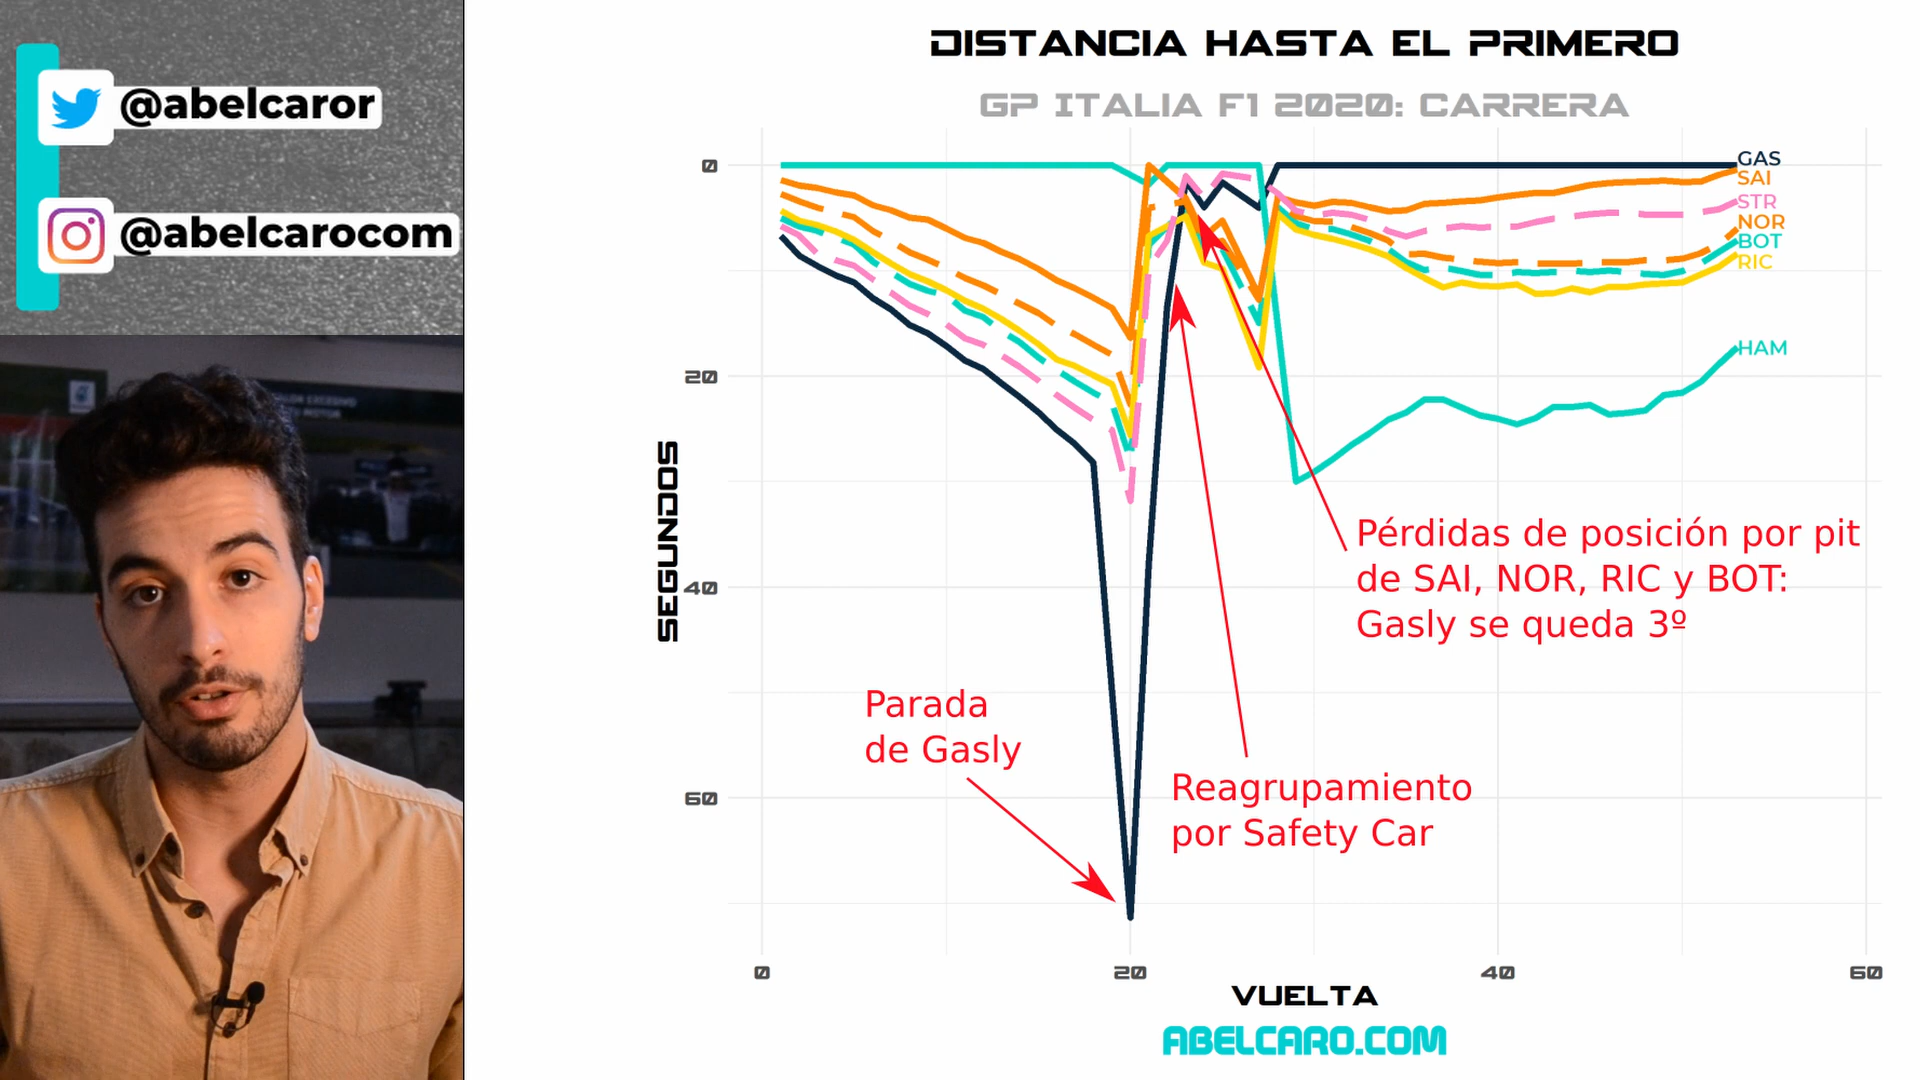 @abelcaror
@abelcarocom
DISTANCIA HASTA EL PRIMERO
GP ITALIA F1 2020: CARRERA
0
20
40
60
SEGUNDOS
GAS
SAI
STR
NOR
BOT
RIC
HAM
Pérdidas de posición por pit
de SAI, NOR, RIC y BOT:
Gasly se queda 3º
Parada
de Gasly
Reagrupamiento
por Safety Car
0
20
40
60
VUELTA
ABELCARO.COM